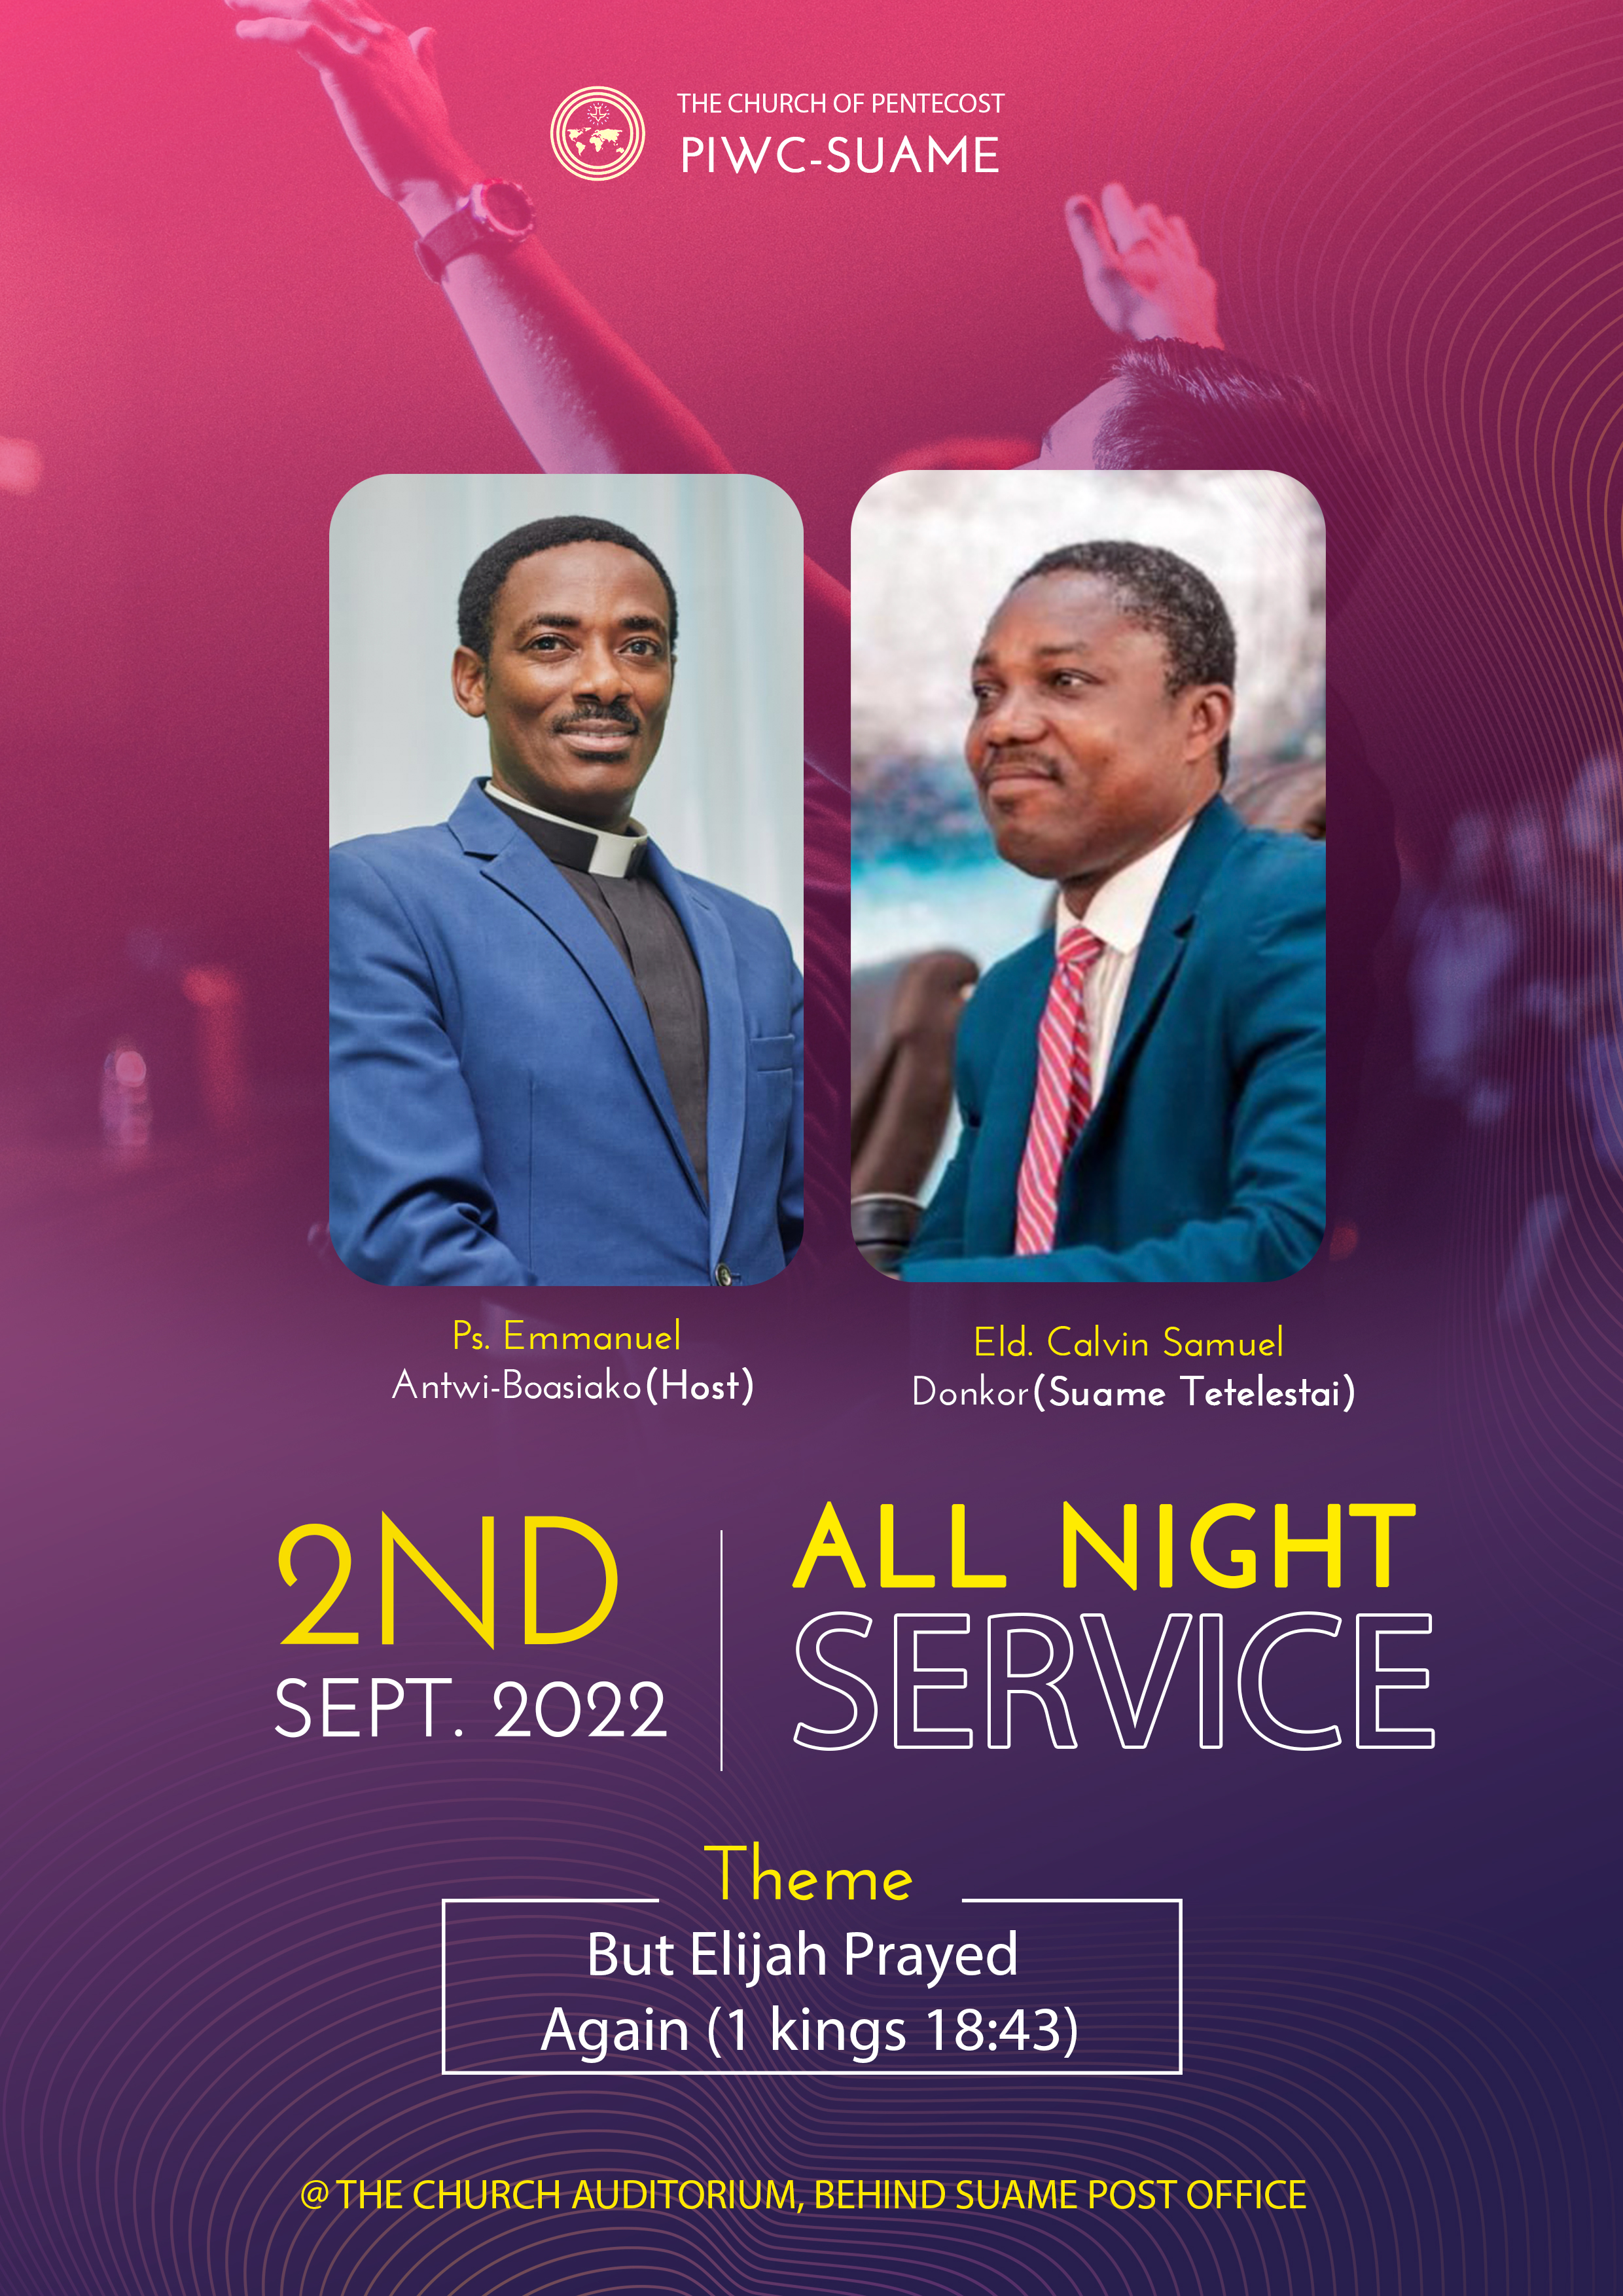 THE CHURCH OF PENTECOST
PIWC-SUAME
Ps. Emmanuel
Antwi-Boasiako(Host)
Eld. Calvin Samuel
Donkor(Suame Tetelestai)
2ND
SEPT. 2022
ALL NIGHT
SERVICE
Theme
But Elijah Prayed
Again (1 kings 18:43)
@ THE CHURCH AUDITORIUM, BEHIND SUAME POST OFFICE